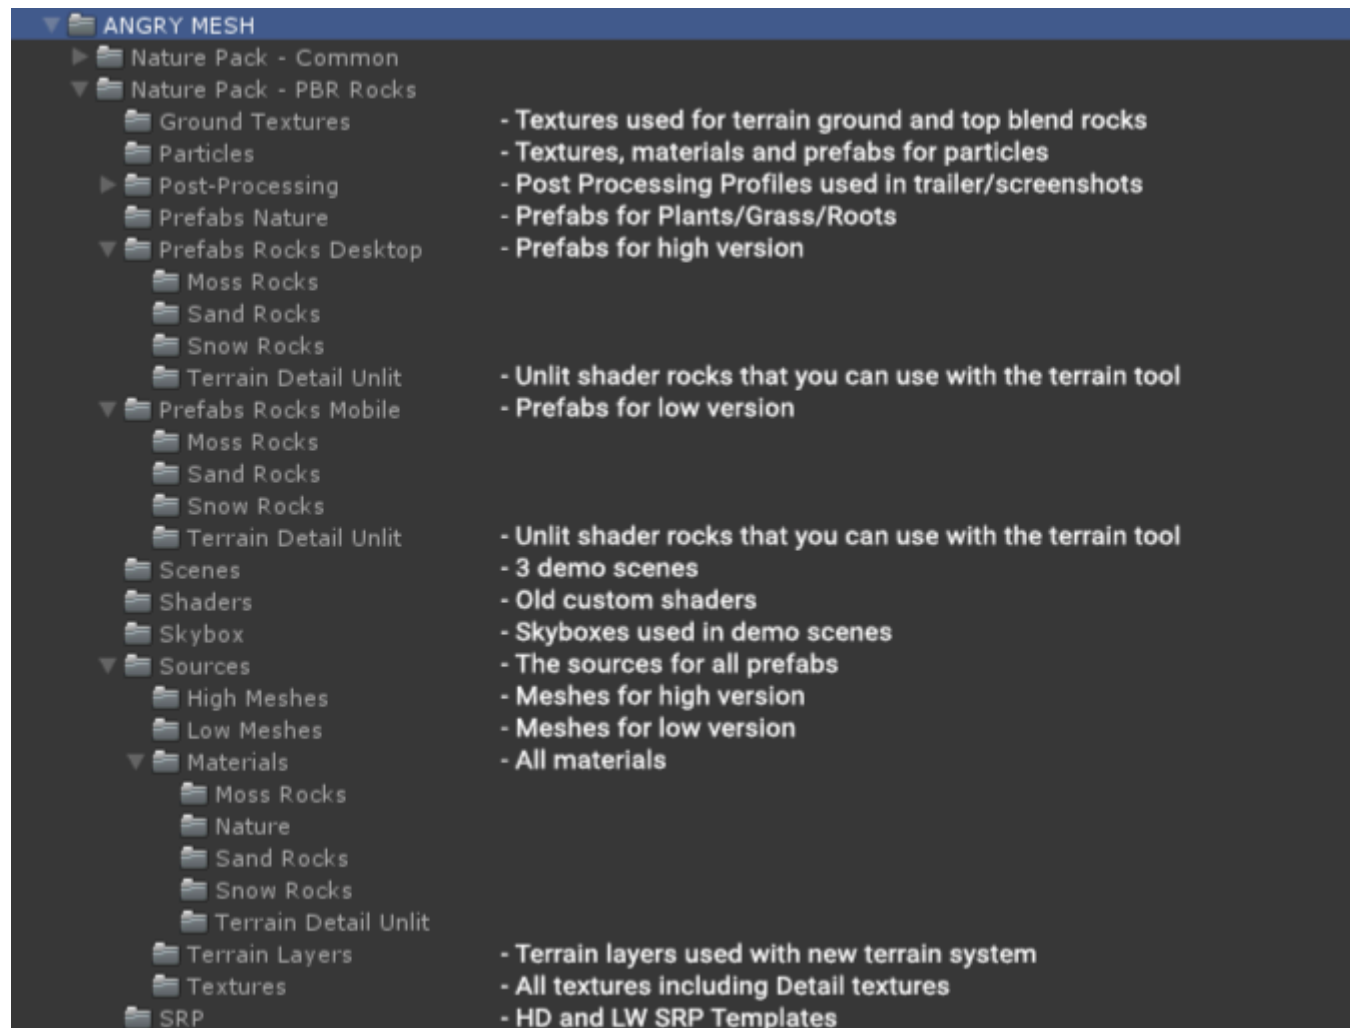 ANGRY MESH
Nature Pack - Common
Nature Pack - PBR Rocks
Ground Textures - Textures used for terrain ground and top blend rocks
Particles - Textures, materials and prefabs for particles
Post-Processing - Post Processing Profiles used in trailer/screenshots
Prefabs Nature - Prefabs for Plants/Grass/Roots
Prefabs Rocks Desktop - Prefabs for high version
Moss Rocks
Sand Rocks
Snow Rocks
Terrain Detail Unlit - Unlit shader rocks that you can use with the terrain tool
Prefabs Rocks Mobile - Prefabs for low version
Moss Rocks
Sand Rocks
Snow Rocks
Terrain Detail Unlit - Unlit shader rocks that you can use with the terrain tool
Scenes - 3 demo scenes
Shaders - Old custom shaders
Skybox - Skyboxes used in demo scenes
Sources - The sources for all prefabs
High Meshes - Meshes for high version
Low Meshes - Meshes for low version
Materials - All materials
Moss Rocks
Nature
Sand Rocks
Snow Rocks
Terrain Detail Unlit
Terrain Layers - Terrain layers used with new terrain system
Textures - All textures including Detail textures
SRP - HD and LW SRP Templates